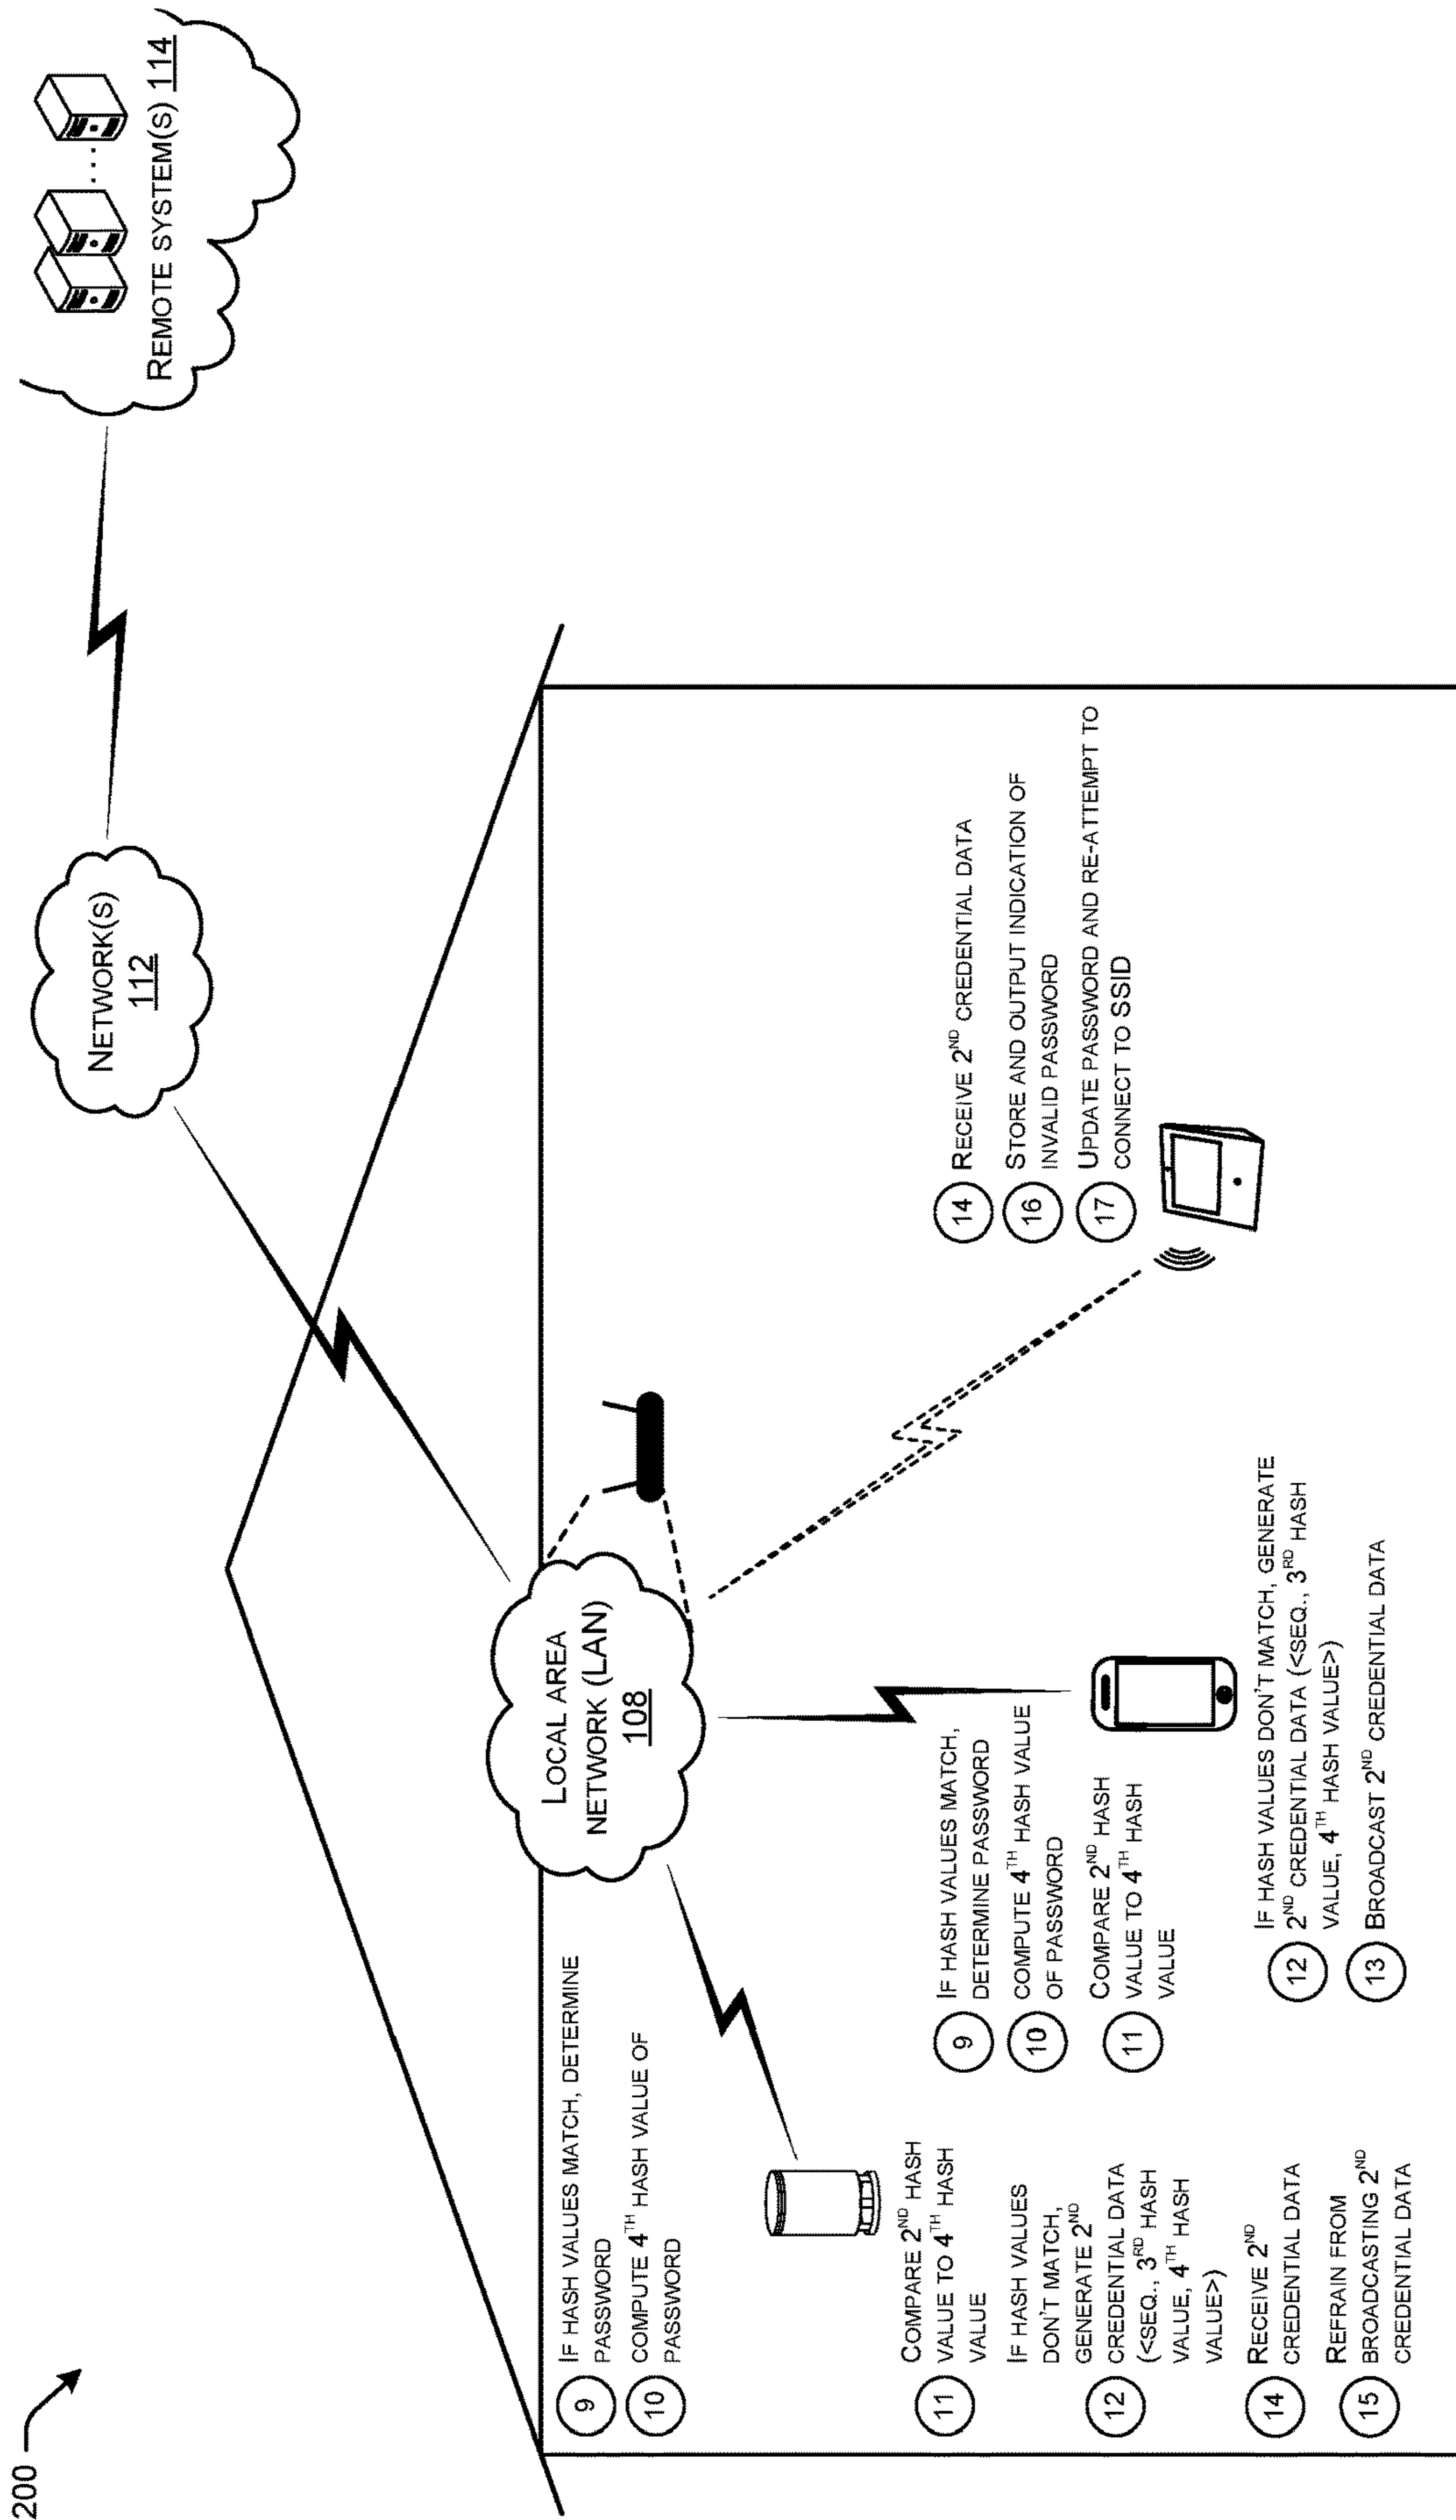 200
REMOTE SYSTEM(S) 114
NETWORK(S)
112
LOCAL AREA
NETWORK (LAN)
108
9 IF HASH VALUES MATCH, DETERMINE
PASSWORD
10 COMPUTE 4TH HASH VALUE OF
PASSWORD
COMPARE 2ND HASH
11 VALUE TO 4TH HASH
VALUE
IF HASH VALUES
DON'T MATCH,
GENERATE 2ND
12 CREDENTIAL DATA
(<SEQ., 3RD HASH
VALUE, 4TH HASH
VALUE>)
14 RECEIVE 2ND
CREDENTIAL DATA
REFRAIN FROM
15 BROADCASTING 2ND
CREDENTIAL DATA
9 IF HASH VALUES MATCH,
DETERMINE PASSWORD
10 COMPUTE 4TH HASH VALUE
OF PASSWORD
COMPARE 2ND HASH
11 VALUE TO 4TH HASH
VALUE
IF HASH VALUES DON'T MATCH, GENERATE
12 2ND CREDENTIAL DATA (<SEQ., 3RD HASH
VALUE, 4TH HASH VALUE>)
13 BROADCAST 2ND CREDENTIAL DATA
14 RECEIVE 2ND CREDENTIAL DATA
16 STORE AND OUTPUT INDICATION OF
INVALID PASSWORD
17 UPDATE PASSWORD AND RE-ATTEMPT TO
CONNECT TO SSID